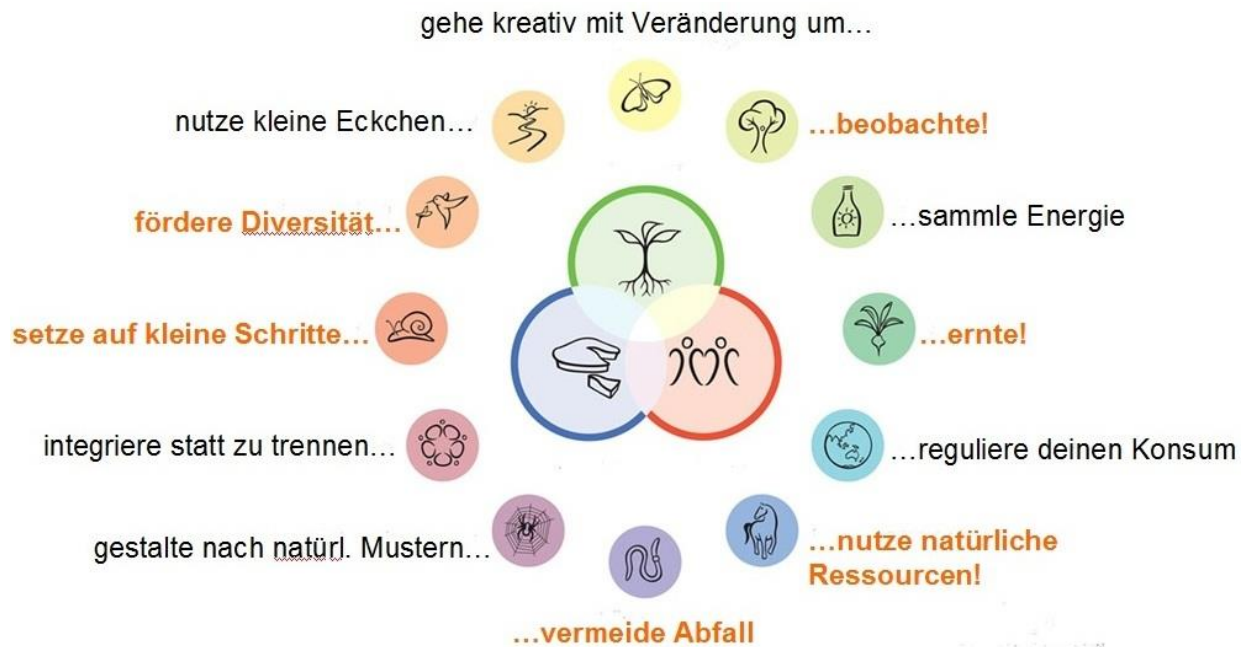 gehe kreativ mit Veränderung um…
nutze kleine Eckchen…
…beobachte!
fördere Diversität…
…sammle Energie
setze auf kleine Schritte…
…ernte!
integriere statt zu trennen…
…reguliere deinen Konsum
gestalte nach natürl. Mustern…
…nutze natürliche
Ressourcen!
…vermeide Abfall